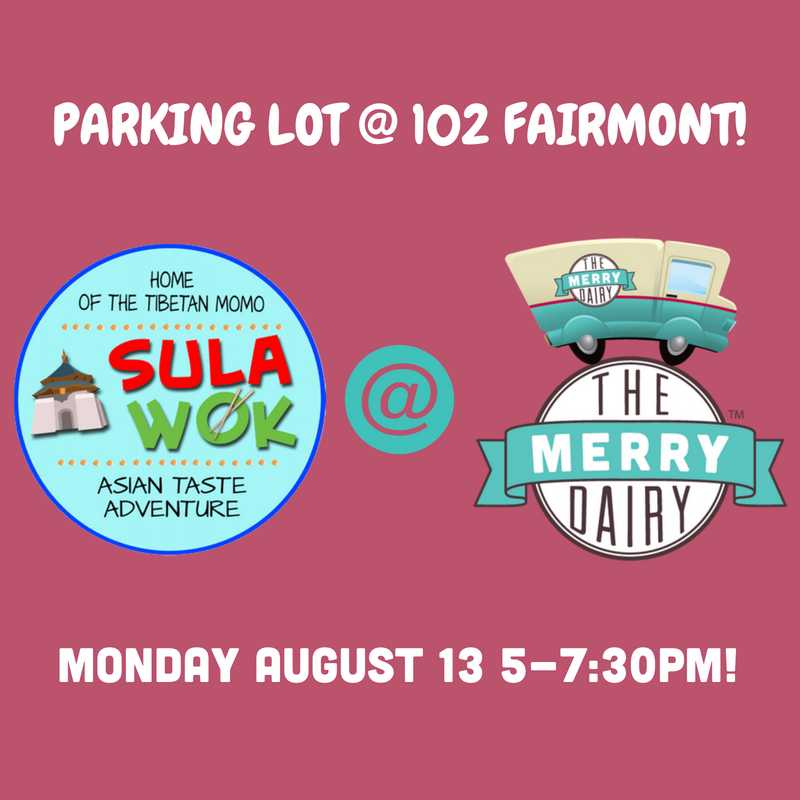 PARKING LOT @ 102 FAIRMONT!
HOME
OF THE TIBETAN MOMO
SULA
WOK
ASIAN TASTE
ADVENTURE
@
THE
MERRY
DAIRY
THE
MERRY
DAIRY
TM
MONDAY AUGUST 13 5-7:30PM!